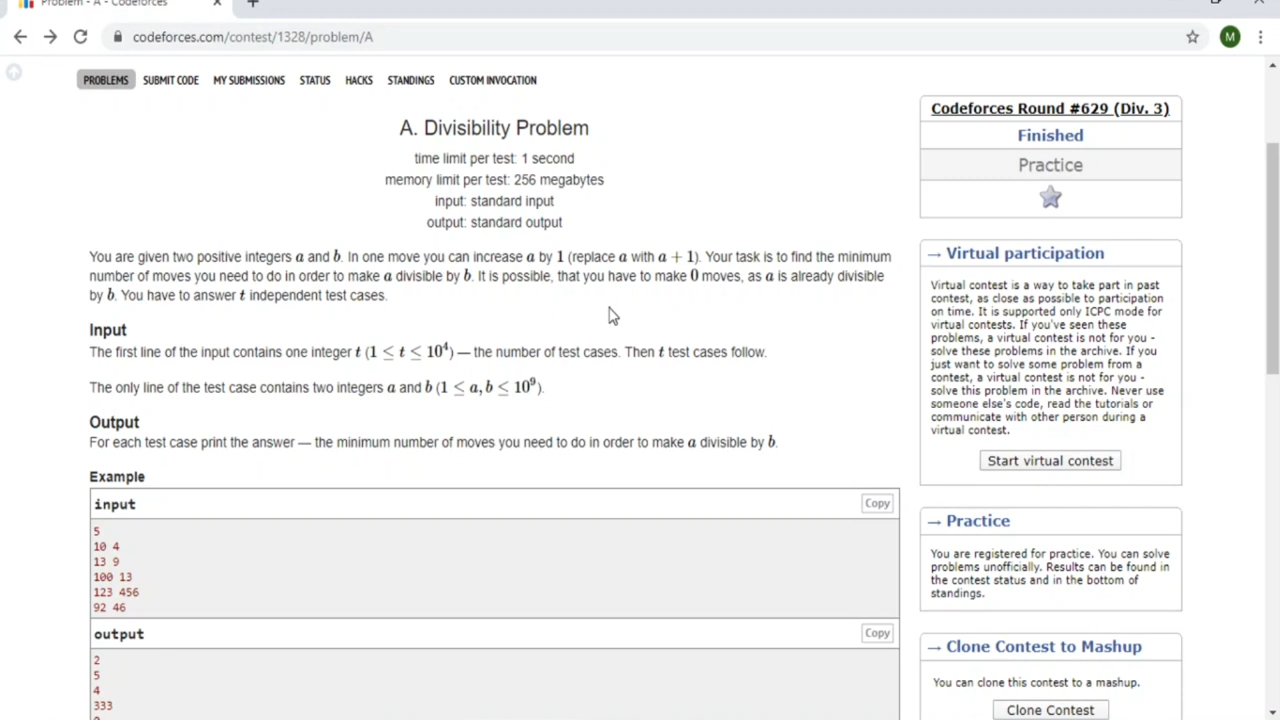 Problem - A - Codeforces
codeforces.com/contest/1328/problem/A
M
PROBLEMS SUBMIT CODE MY SUBMISSIONS STATUS HACKS STANDINGS CUSTOM INVOCATION
A. Divisibility Problem
time limit per test: 1 second
memory limit per test: 256 megabytes
input: standard input
output: standard output
You are given two positive integers a and b. In one move you can increase a by 1 (replace a with a + 1). Your task is to find the minimum
number of moves you need to do in order to make a divisible by b. It is possible, that you have to make 0 moves, as a is already divisible
by b. You have to answer t independent test cases.
Input
The first line of the input contains one integer t (1 ≤ t ≤ 10⁴) — the number of test cases. Then t test cases follow.
The only line of the test case contains two integers a and b (1 ≤ a, b ≤ 10⁹).
Output
For each test case print the answer — the minimum number of moves you need to do in order to make a divisible by b.
Example
input
Copy
5
10 4
13 9
100 13
123 456
92 46
output
Copy
2
5
4
333
Codeforces Round #629 (Div. 3)
Finished
Practice
→ Virtual participation
Virtual contest is a way to take part in past
contest, as close as possible to participation
on time. It is supported only ICPC mode for
virtual contests. If you've seen these
problems, a virtual contest is not for you -
solve these problems in the archive. If you
just want to solve some problem from a
contest, a virtual contest is not for you -
solve this problem in the archive. Never use
someone else's code, read the tutorials or
communicate with other person during a
virtual contest.
Start virtual contest
→ Practice
You are registered for practice. You can solve
problems unofficially. Results can be found in
the contest status and in the bottom of
standings.
→ Clone Contest to Mashup
You can clone this contest to a mashup.
Clone Contest